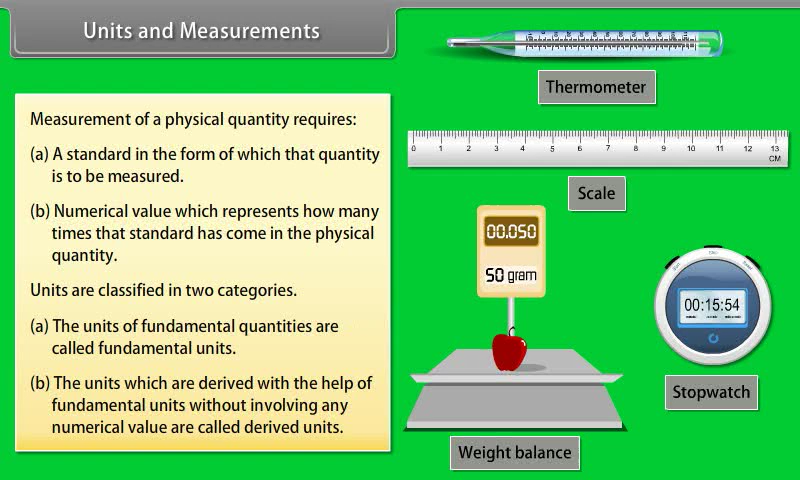 Units and Measurements
Measurement of a physical quantity requires:
(a) A standard in the form of which that quantity
is to be measured.
(b) Numerical value which represents how many
times that standard has come in the physical
quantity.
Units are classified in two categories.
(a) The units of fundamental quantities are
called fundamental units.
(b) The units which are derived with the help of
fundamental units without involving any
numerical value are called derived units.
Thermometer
0 1 2 3 4 5 6 7 8 9 10 11 12 13
CM
Scale
00.050
50 gram
Weight balance
00:15:54
Stopwatch